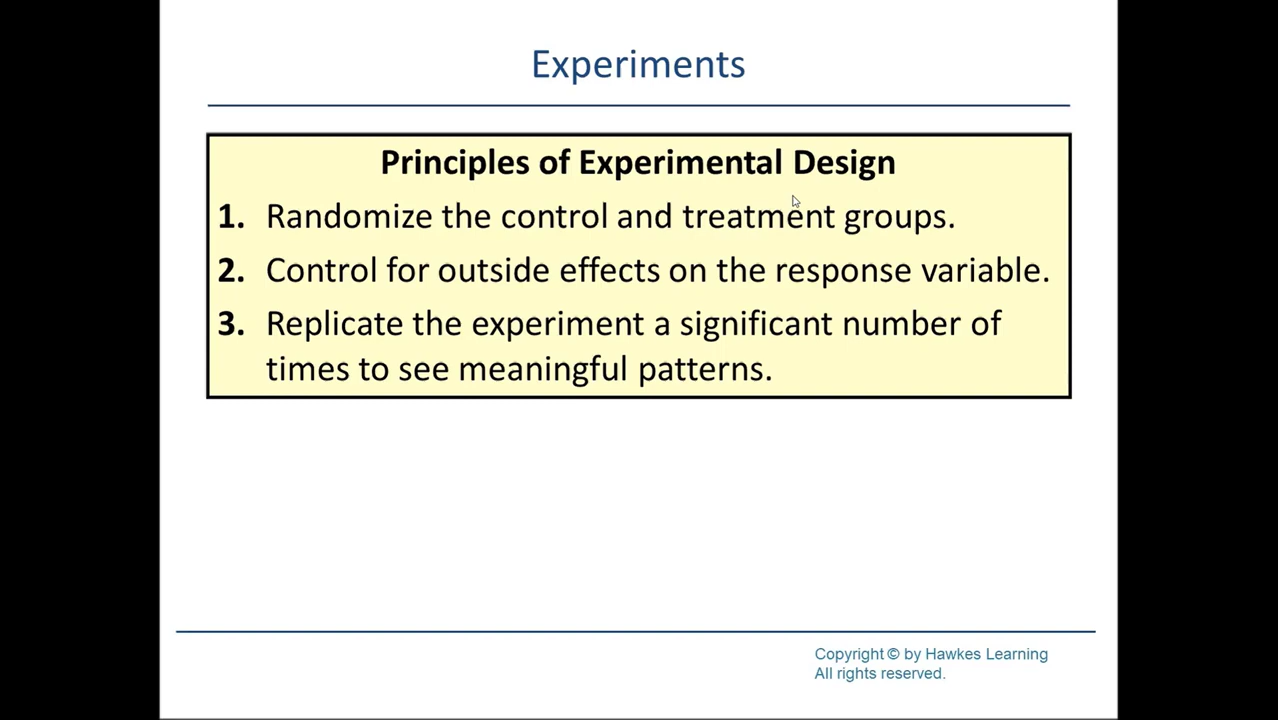 Experiments
Principles of Experimental Design
1. Randomize the control and treatment groups.
2. Control for outside effects on the response variable.
3. Replicate the experiment a significant number of
times to see meaningful patterns.
Copyright © by Hawkes Learning
All rights reserved.